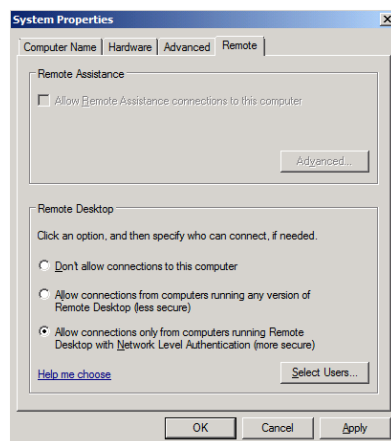 System Properties
Computer Name Hardware Advanced Remote
Remote Assistance
Allow Remote Assistance connections to this computer
Advanced...
Remote Desktop
Click an option, and then specify who can connect, if needed.
Don't allow connections to this computer
Allow connections from computers running any version of
Remote Desktop (less secure)
Allow connections only from computers running Remote
Desktop with Network Level Authentication (more secure)
Help me choose Select Users...
OK Cancel Apply